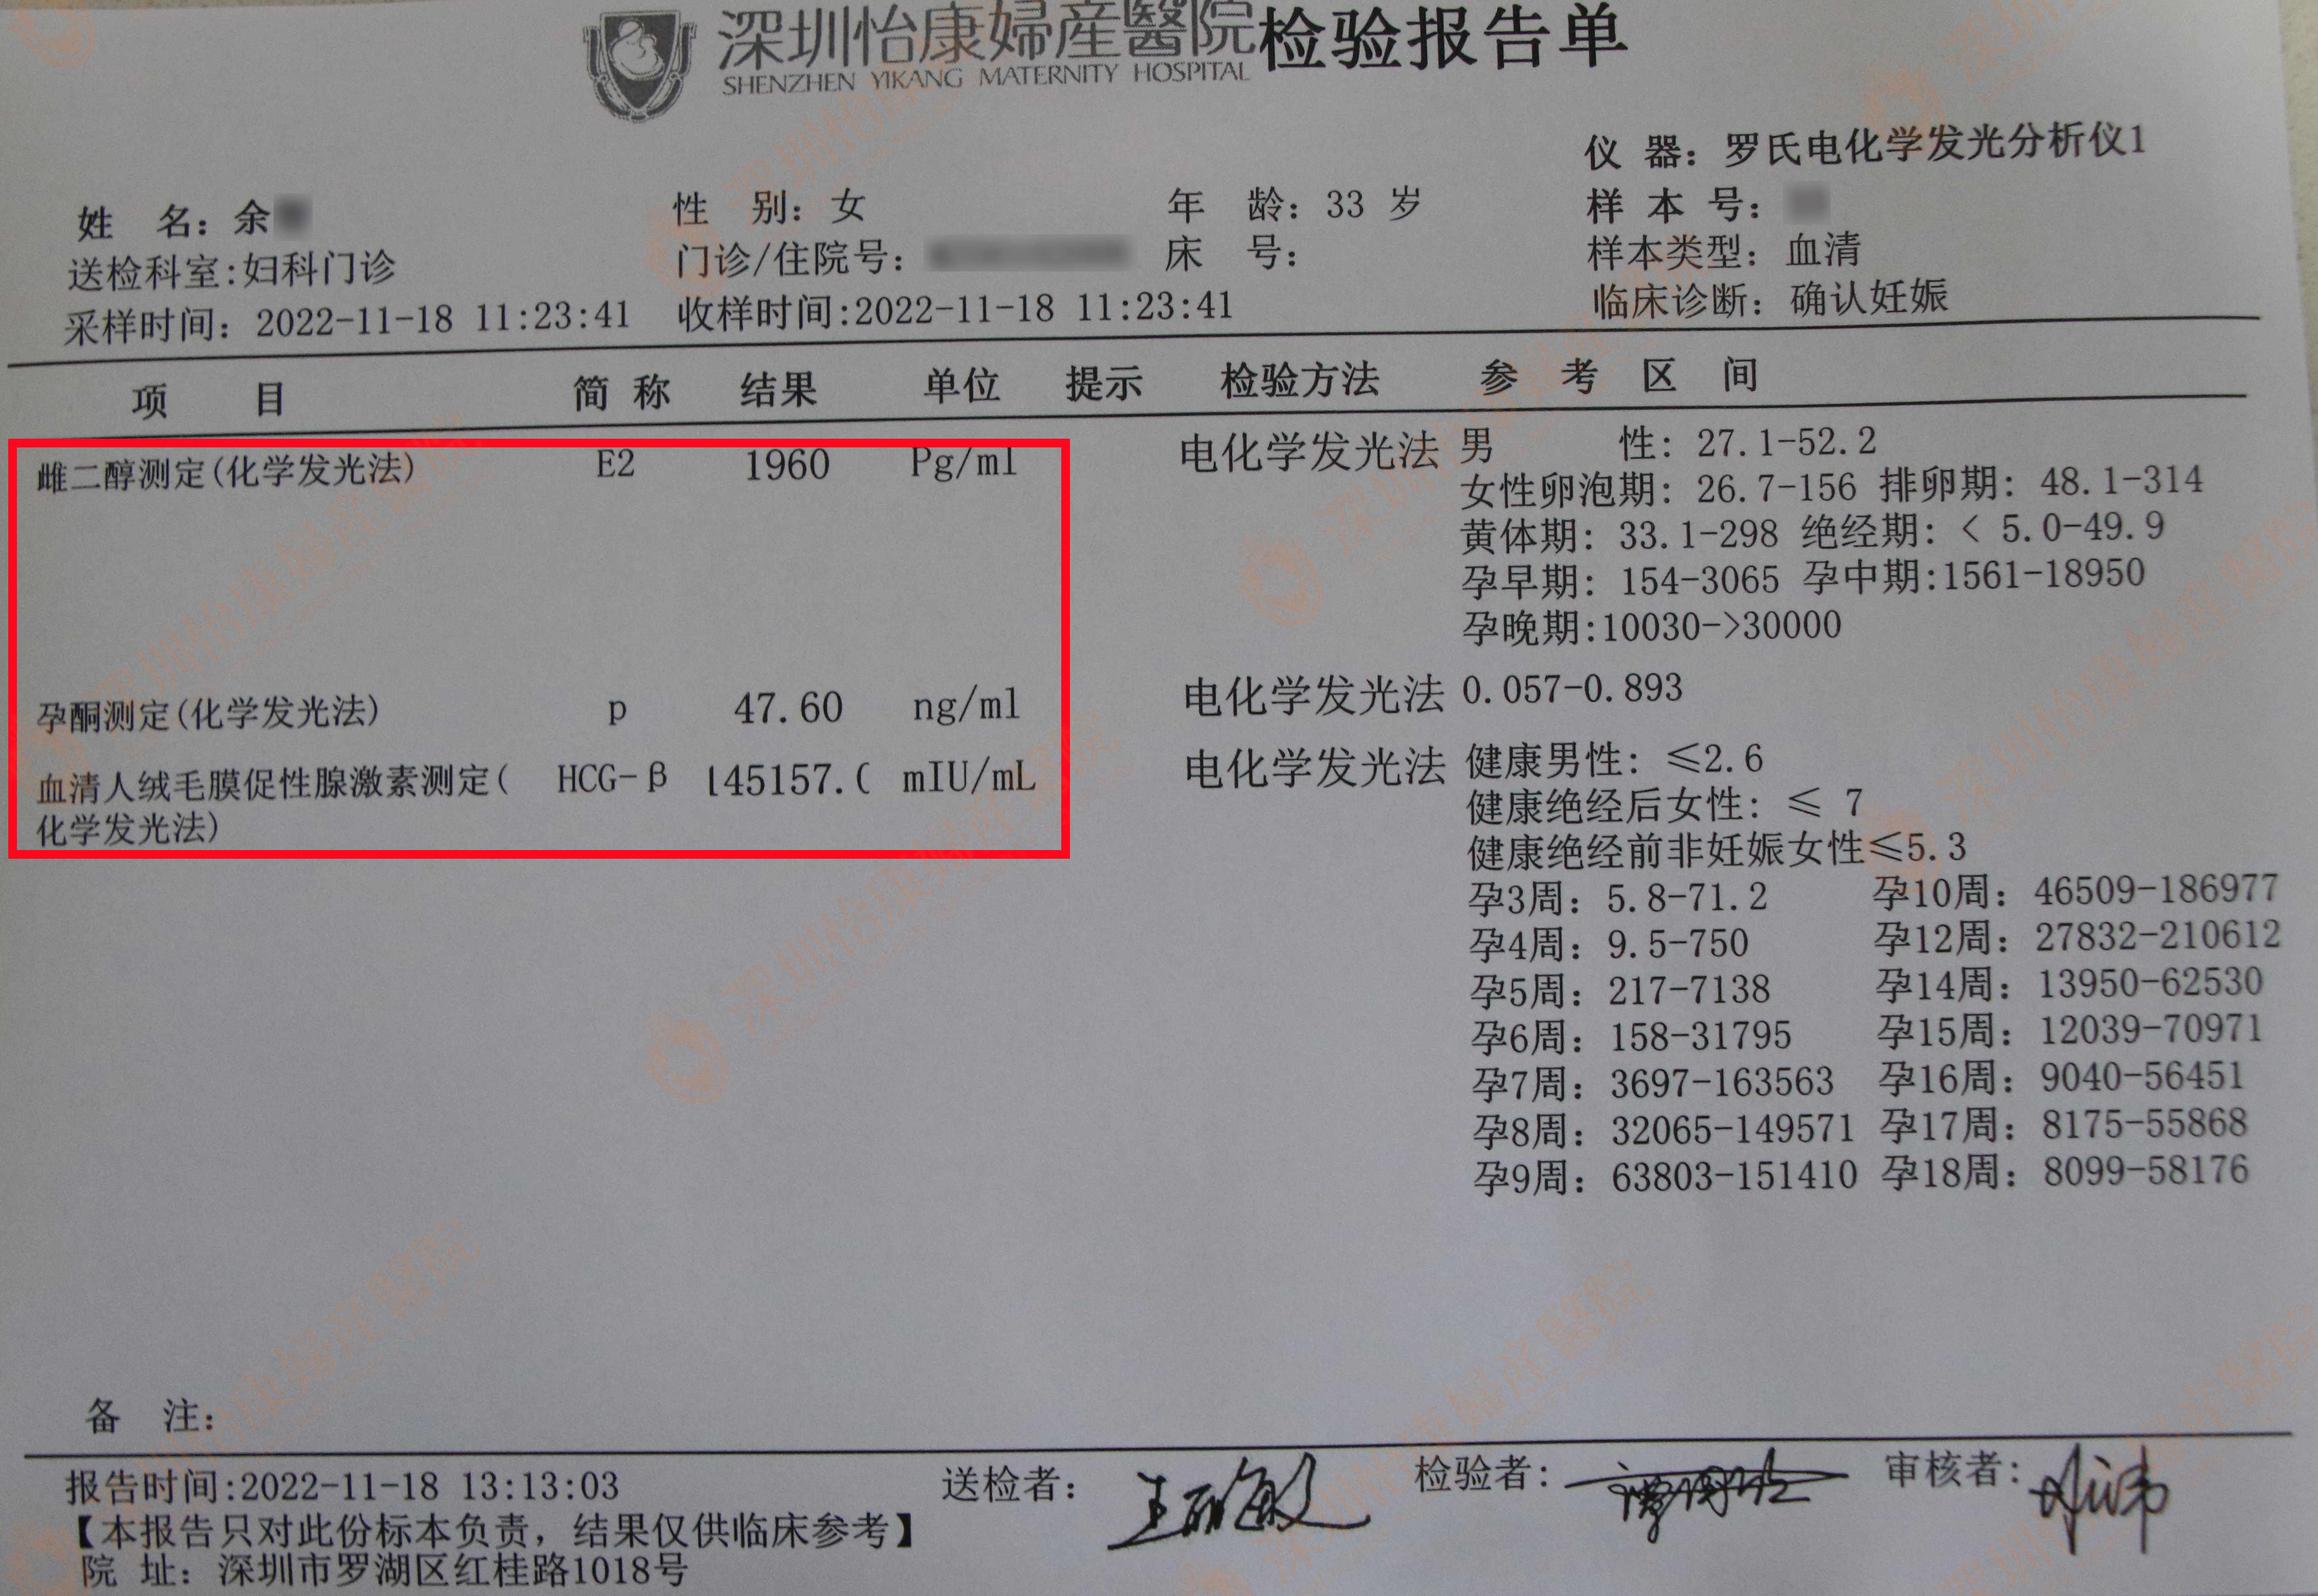 深圳怡康婦産醫院检验报告单
SHENZHEN YIKANG MATERNITY HOSPITAL
仪 器：罗氏电化学发光分析仪1
姓 名：余 性 别：女 年 龄：33 岁 样 本 号：
送检科室:妇科门诊 门诊/住院号： 床 号： 样本类型：血清
采样时间：2022-11-18 11:23:41 收样时间:2022-11-18 11:23:41 临床诊断：确认妊娠
项 目 简 称 结果 单位 提示 检验方法 参 考 区 间
雌二醇测定(化学发光法) E2 1960 Pg/ml 电化学发光法 男 性: 27.1-52.2
女性卵泡期: 26.7-156 排卵期: 48.1-314
黄体期: 33.1-298 绝经期: < 5.0-49.9
孕早期: 154-3065 孕中期:1561-18950
孕晚期:10030->30000
孕酮测定(化学发光法) p 47.60 ng/ml 电化学发光法 0.057-0.893
血清人绒毛膜促性腺激素测定( HCG-β 145157.0 mIU/mL 电化学发光法 健康男性: ≤2.6
化学发光法)
健康绝经后女性: ≤ 7
健康绝经前非妊娠女性≤5.3
孕3周: 5.8-71.2 孕10周: 46509-186977
孕4周: 9.5-750 孕12周: 27832-210612
孕5周: 217-7138 孕14周: 13950-62530
孕6周: 158-31795 孕15周: 12039-70971
孕7周: 3697-163563 孕16周: 9040-56451
孕8周: 32065-149571 孕17周: 8175-55868
孕9周: 63803-151410 孕18周: 8099-58176
备 注:
报告时间:2022-11-18 13:13:03 送检者: 检验者: 审核者:
【本报告只对此份标本负责，结果仅供临床参考】
院 址：深圳市罗湖区红桂路1018号